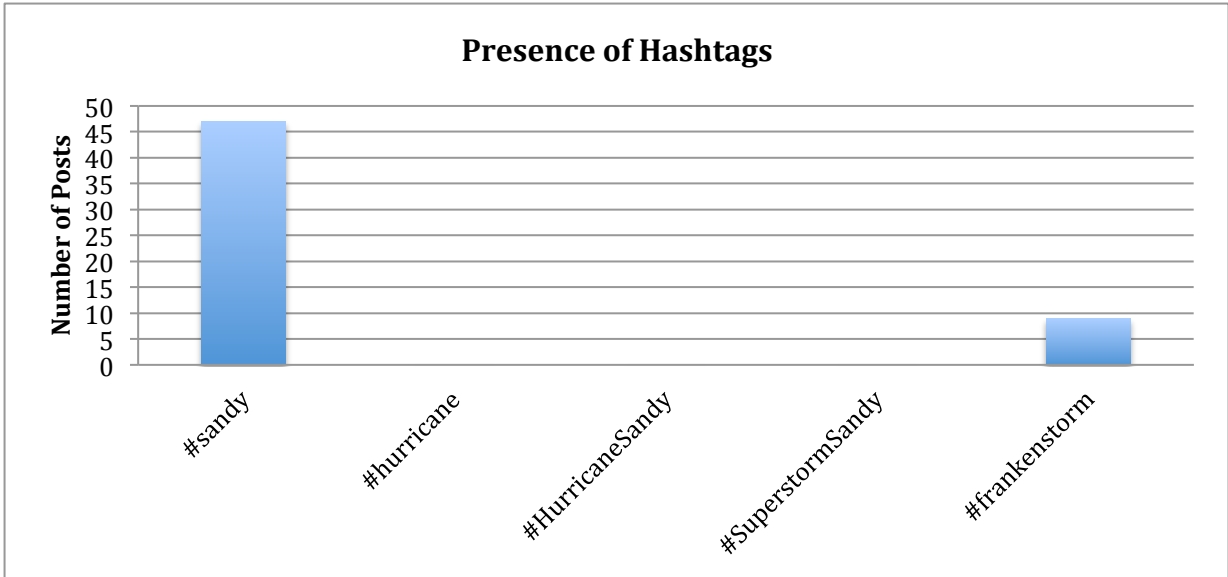 Presence of Hashtags
Number of Posts
50
45
40
35
30
25
20
15
10
5
0
#sandy
#hurricane
#HurricaneSandy
#SuperstormSandy
#frankenstorm